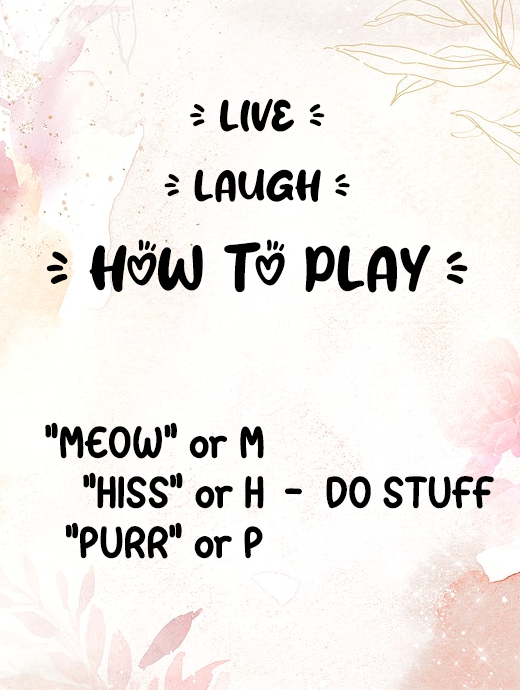 LIVE
LAUGH
HOW TO PLAY
"MEOW" or M
"HISS" or H - DO STUFF
"PURR" or P